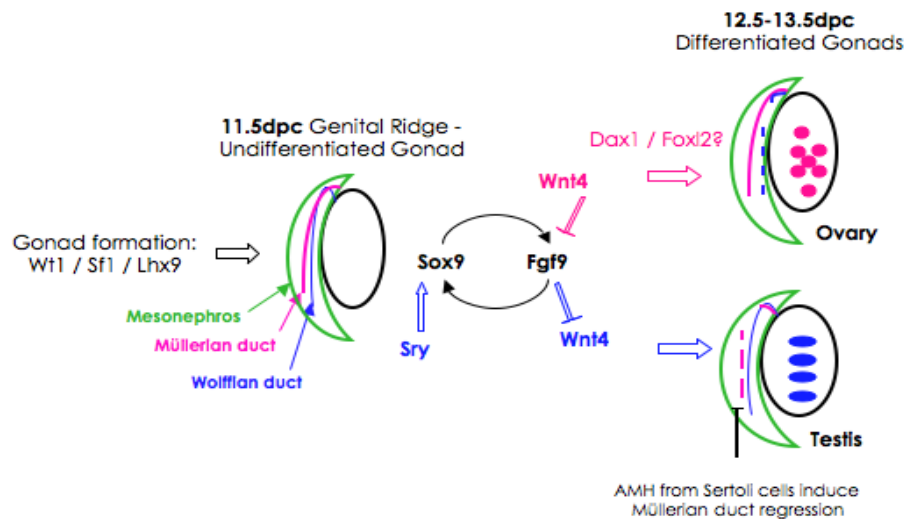 12.5-13.5dpc
Differentiated Gonads
11.5dpc Genital Ridge -
Undifferentiated Gonad
Dax1 / Foxl2?
Wnt4
Ovary
Gonad formation:
Wt1 / Sf1 / Lhx9
Sox9
Fgf9
Mesonephros
Müllerian duct
Wolffian duct
Sry
Wnt4
Testis
AMH from Sertoli cells induce
Müllerian duct regression